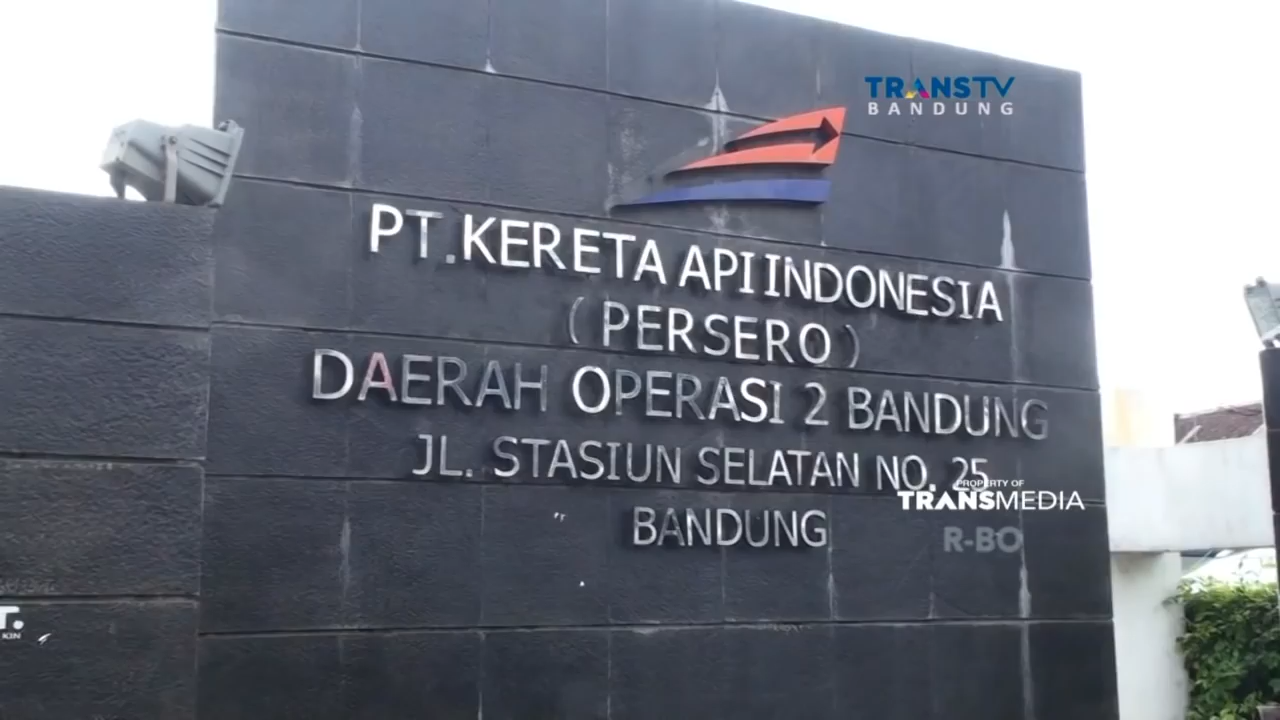 TRANSTV
BANDUNG
PT.KERETA API INDONESIA
(PERSERO)
DAERAH OPERASI 2 BANDUNG
JL. STASIUN SELATAN NO. 25
PROPERTY OF
TRANSMEDIA
BANDUNG
R-BO
T.